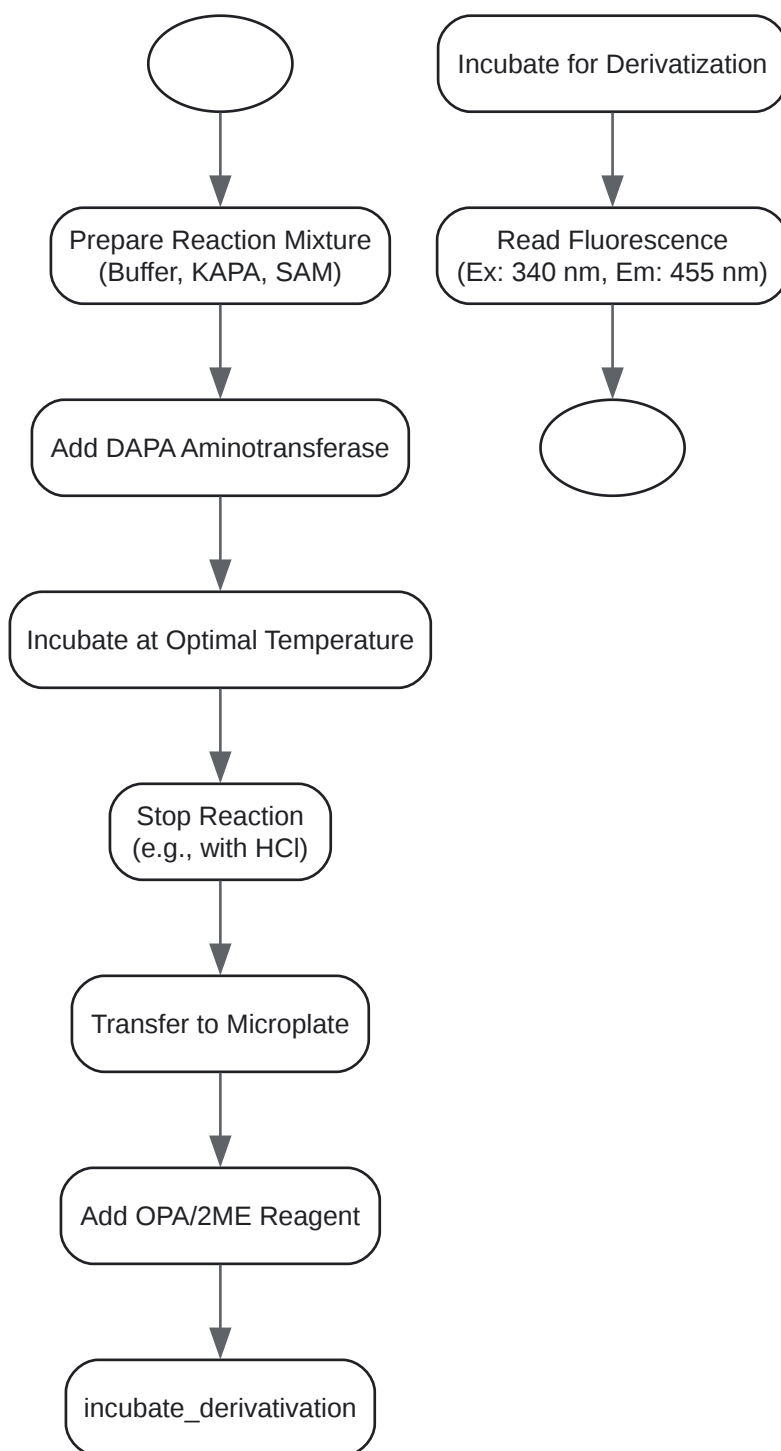 Prepare Reaction Mixture
(Buffer, KAPA, SAM)
Add DAPA Aminotransferase
Incubate at Optimal Temperature
Stop Reaction
(e.g., with HCl)
Transfer to Microplate
Add OPA/2ME Reagent
incubate_derivativation
Incubate for Derivatization
Read Fluorescence
(Ex: 340 nm, Em: 455 nm)